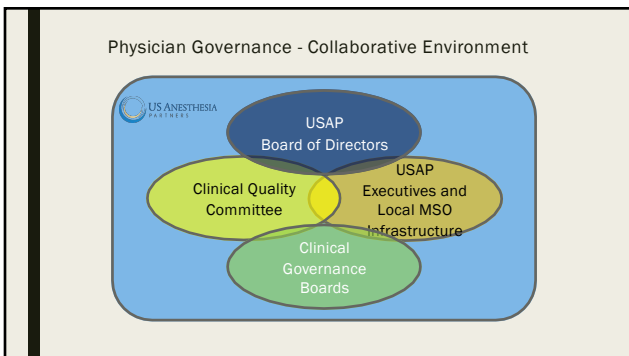 Physician Governance - Collaborative Environment
US ANESTHESIA
PARTNERS
USAP
Board of Directors
Clinical Quality
Committee
USAP
Executives and
Local MSO
Infrastructure
Clinical
Governance
Boards